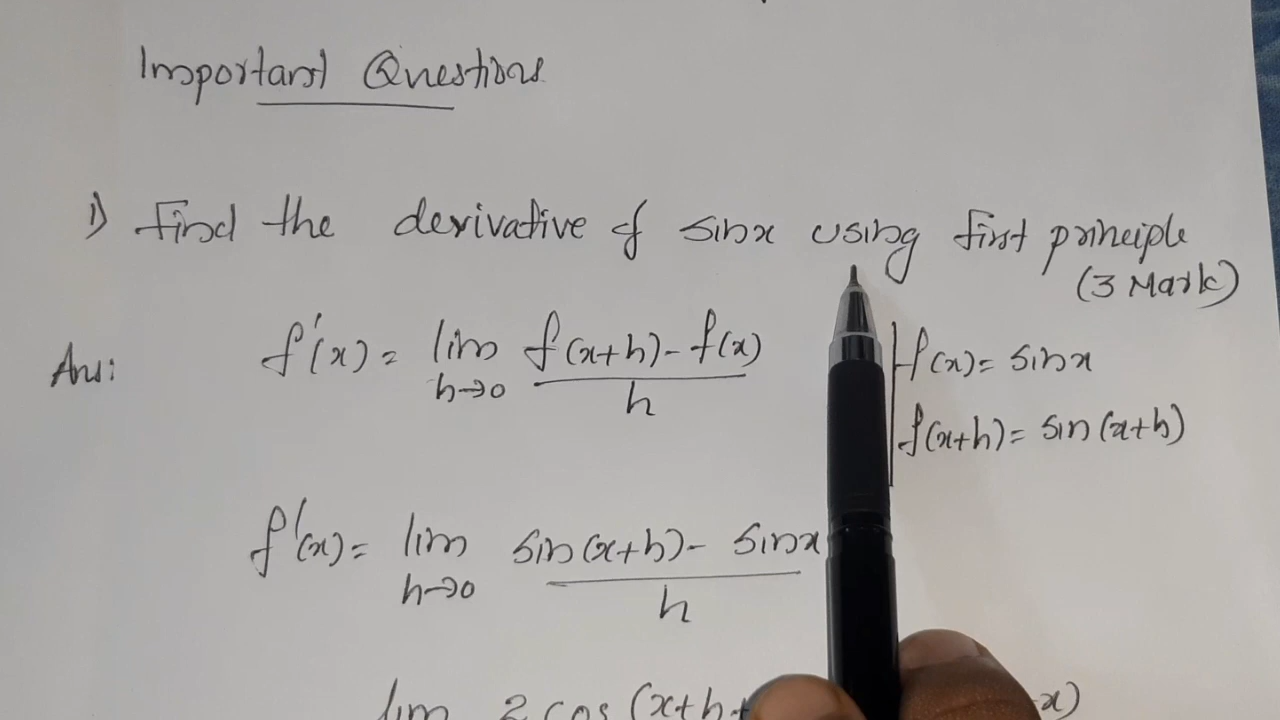 Important Questions
1) Find the derivative of sinx using first principle
(3 Mark)
Ans: f'(x) = lim h→0 f(x+h) - f(x) / h
f(x) = sinx
f(x+h) = sin(x+h)
f'(x) = lim h→0 sin(x+h) - sinx / h
lim 2 cos (x+h+ x)